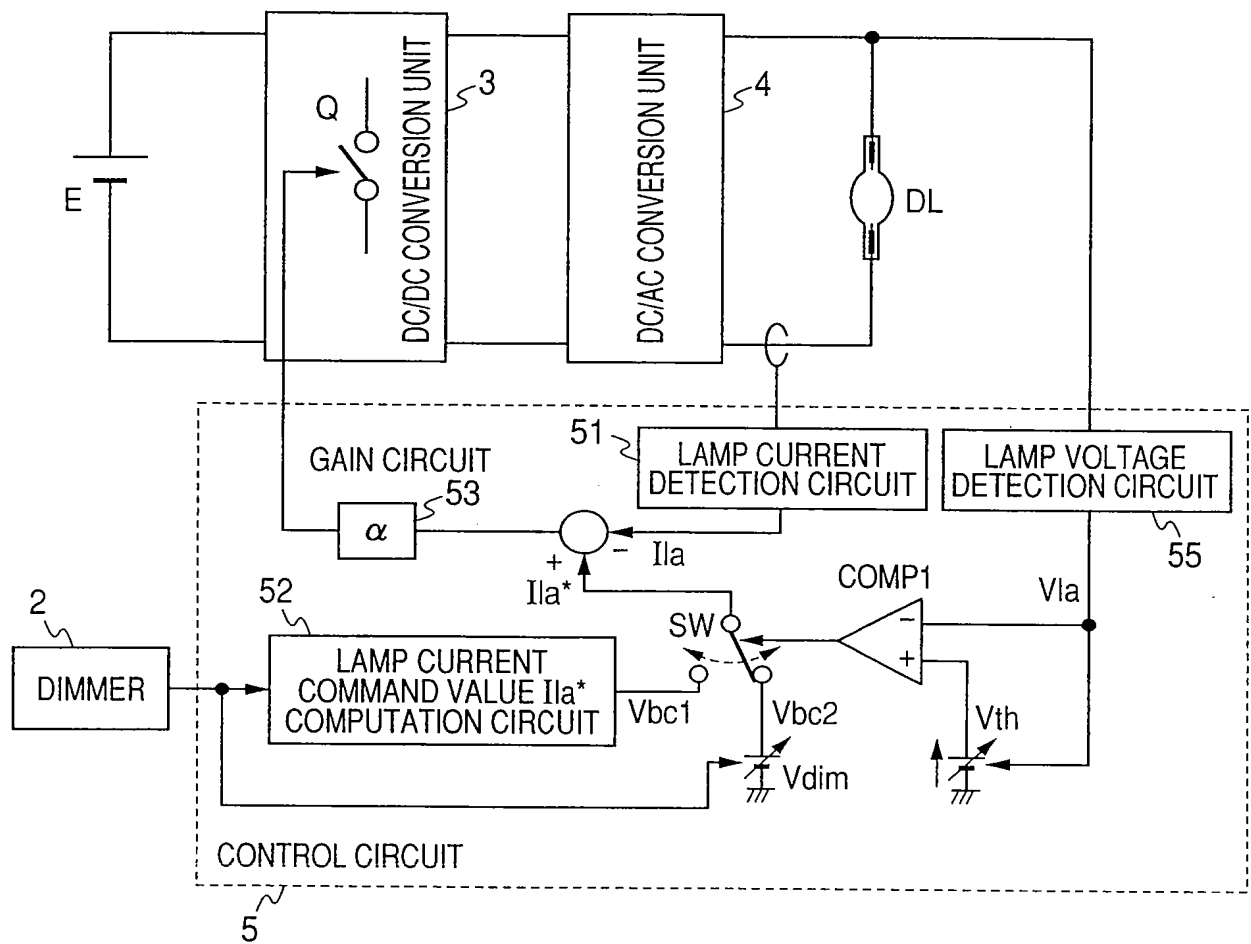 E
Q
DC/DC CONVERSION UNIT
3
DC/AC CONVERSION UNIT
4
DL
GAIN CIRCUIT
53
α
51
LAMP CURRENT
DETECTION CIRCUIT
LAMP VOLTAGE
DETECTION CIRCUIT
55
+
−
Ila
Ila*
COMP1
Vla
−
+
2
DIMMER
52
LAMP CURRENT
COMMAND VALUE Ila*
COMPUTATION CIRCUIT
SW
Vbc1
Vbc2
Vdim
Vth
CONTROL CIRCUIT
5